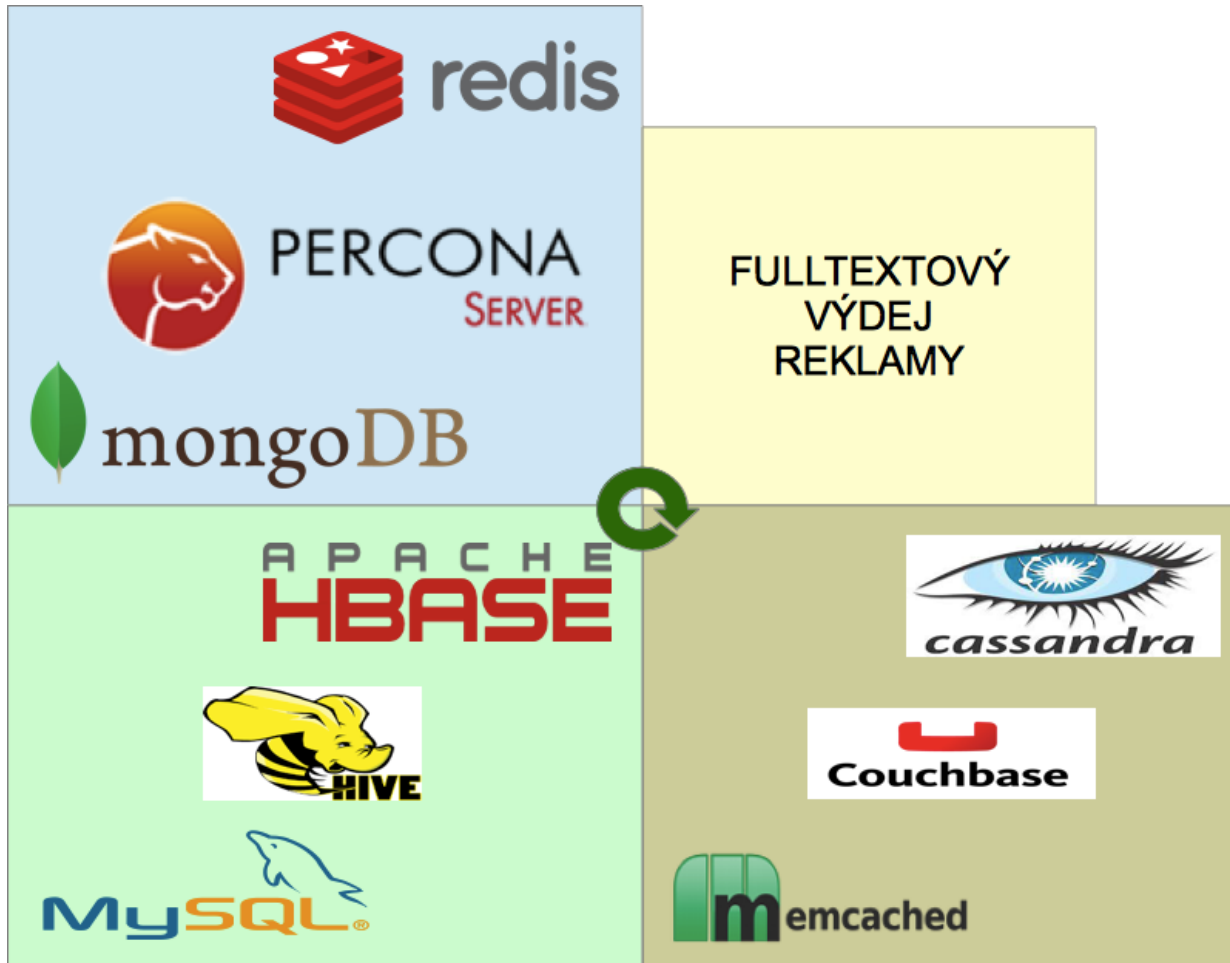 redis
PERCONA
SERVER
mongoDB
FULLTEXTOVÝ
VÝDEJ
REKLAMY
APACHE
HBASE
HIVE
MySQL®
cassandra
Couchbase
memcached